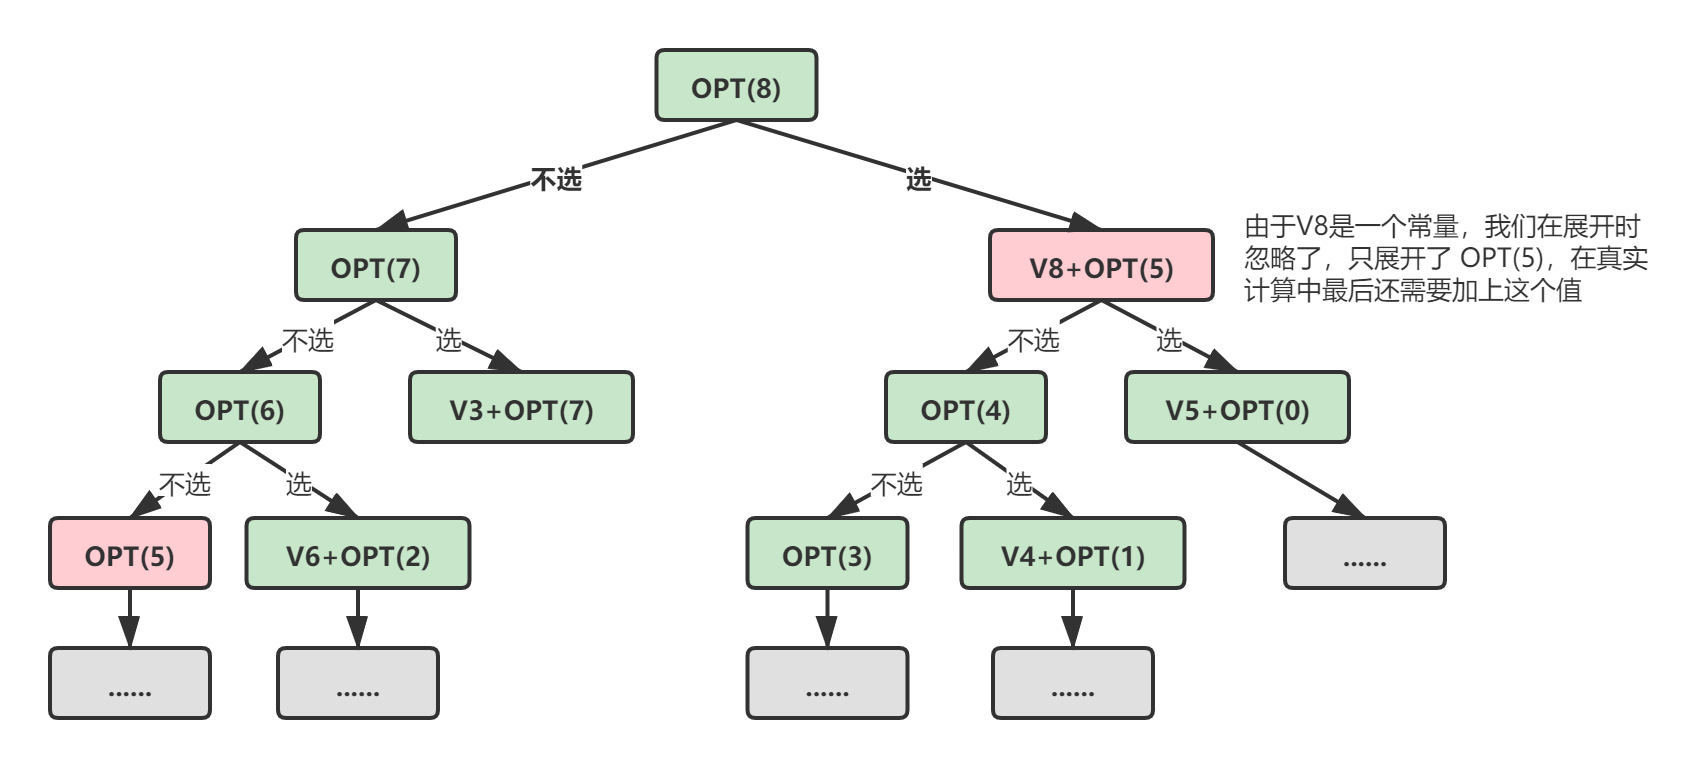 OPT(8)
不选
选
OPT(7)
V8+OPT(5)
由于V8是一个常量，我们在展开时
忽略了，只展开了 OPT(5)，在真实
计算中最后还需要加上这个值
不选
选
不选
选
OPT(6)
V3+OPT(7)
OPT(4)
V5+OPT(0)
不选
选
不选
选
OPT(5)
V6+OPT(2)
OPT(3)
V4+OPT(1)
......
......
......
......
......